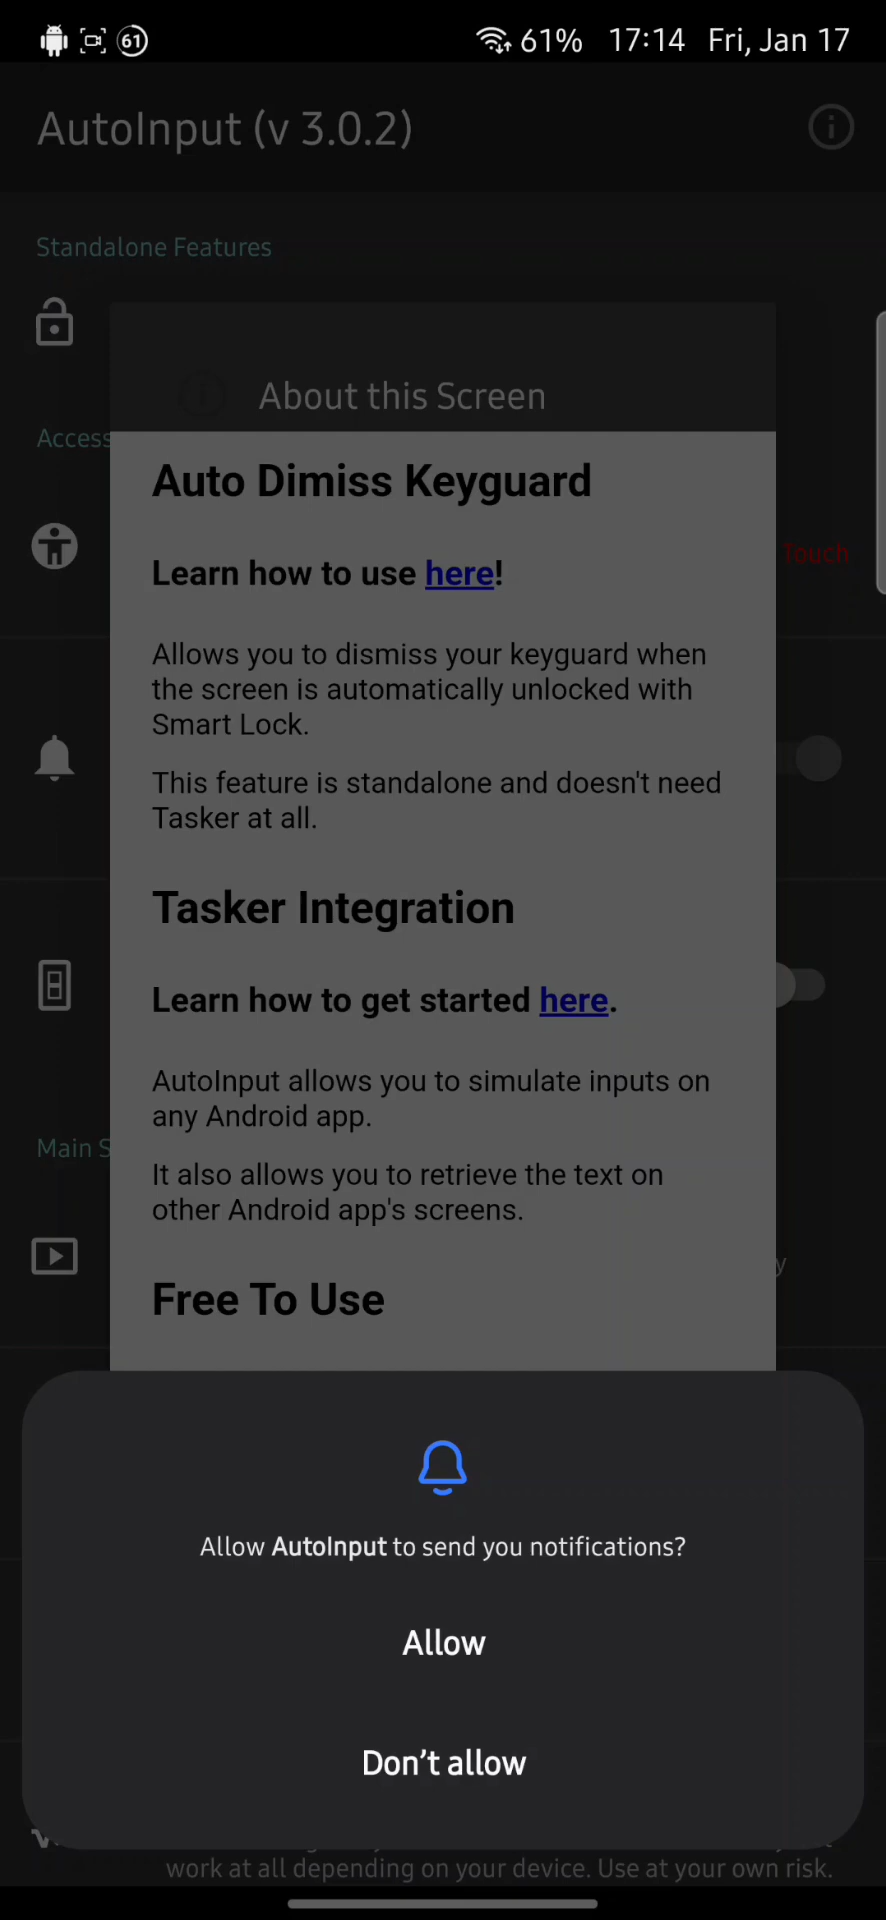 61 61% 17:14 Fri, Jan 17
AutoInput (v 3.0.2)
Standalone Features
About this Screen
Access
Auto Dimiss Keyguard
Learn how to use here!
Touch
Allows you to dismiss your keyguard when
the screen is automatically unlocked with
Smart Lock.
This feature is standalone and doesn't need
Tasker at all.
Tasker Integration
Learn how to get started here.
AutoInput allows you to simulate inputs on
any Android app.
Main S
It also allows you to retrieve the text on
other Android app's screens.
y
Free To Use
Allow AutoInput to send you notifications?
Allow
Don't allow
work at all depending on your device. Use at your own risk.